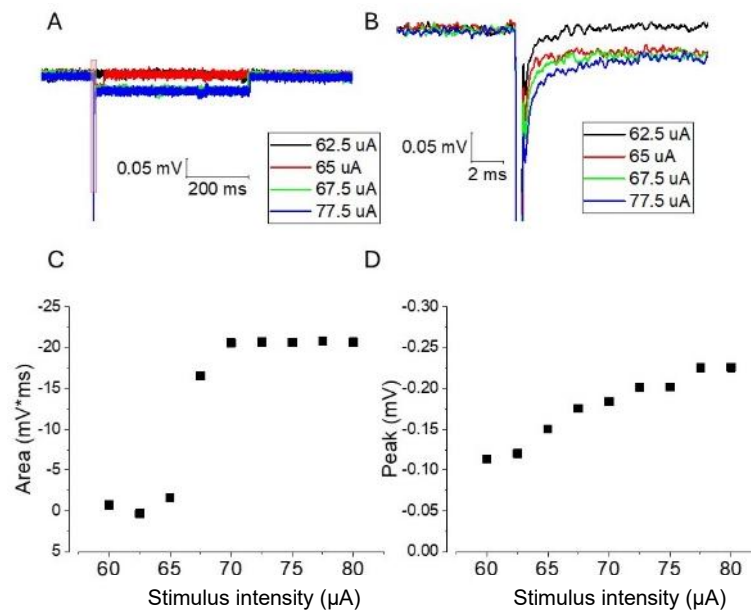 A
0.05 mV
200 ms
62.5 uA
65 uA
67.5 uA
77.5 uA
B
0.05 mV
2 ms
62.5 uA
65 uA
67.5 uA
77.5 uA
C
-25
-20
-15
-10
-5
0
5
Area (mV*ms)
60 65 70 75 80
Stimulus intensity (µA)
D
-0.30
-0.25
-0.20
-0.15
-0.10
-0.05
0.00
Peak (mV)
60 65 70 75 80
Stimulus intensity (µA)